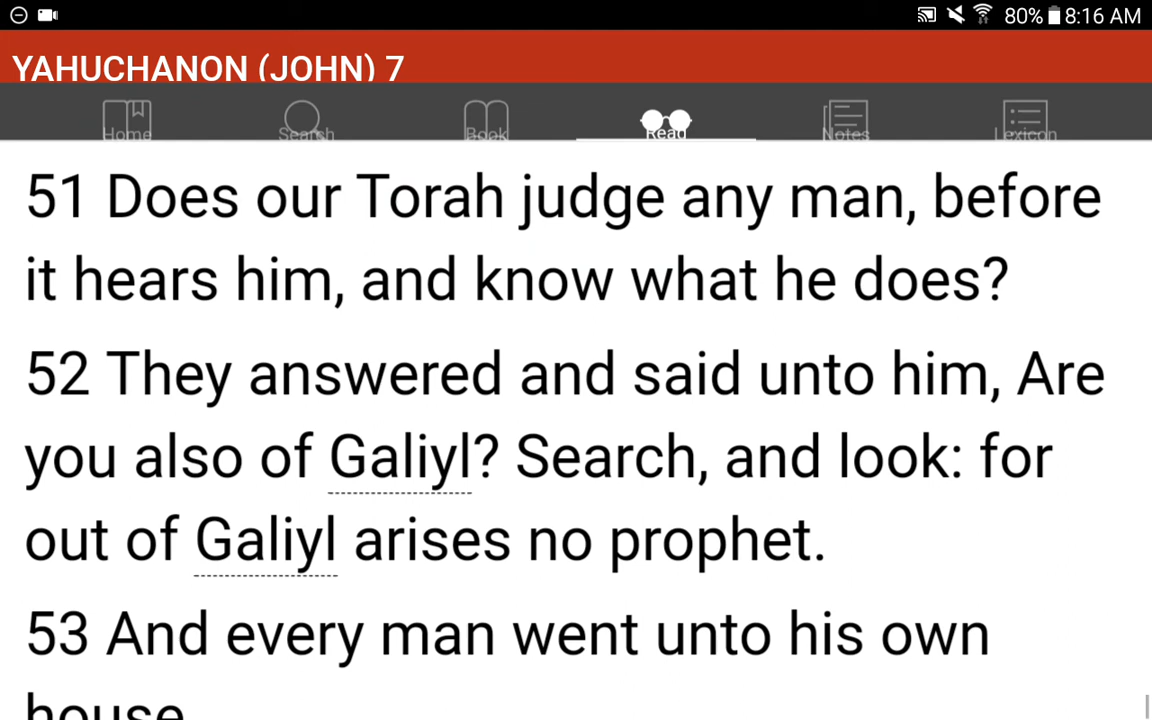 80% 8:16 AM
YAHUCHANON (JOHN) 7
Home Search Book Read Notes Lexicon
51 Does our Torah judge any man, before
it hears him, and know what he does?
52 They answered and said unto him, Are
you also of Galiyl? Search, and look: for
out of Galiyl arises no prophet.
53 And every man went unto his own
house